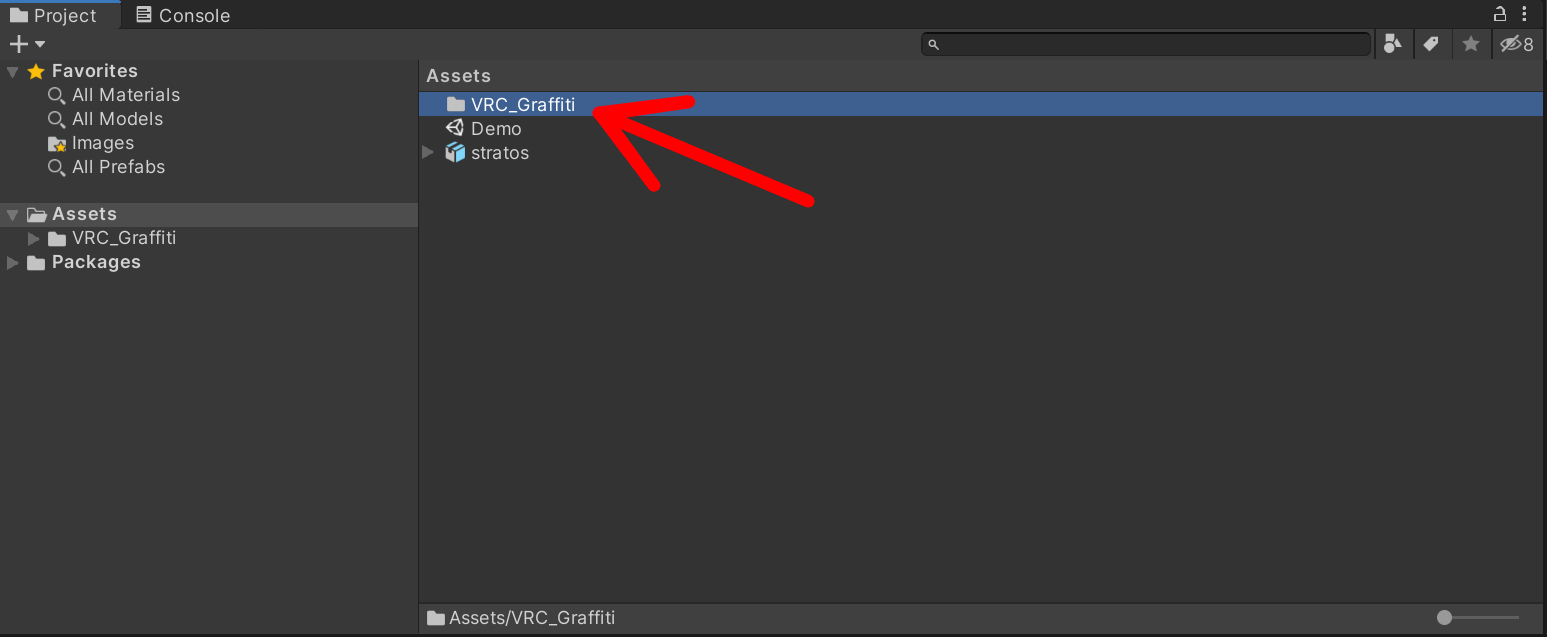 Project
Console
8
Favorites
All Materials
All Models
Images
All Prefabs
Assets
VRC_Graffiti
Packages
Assets
VRC_Graffiti
Demo
stratos
Assets/VRC_Graffiti